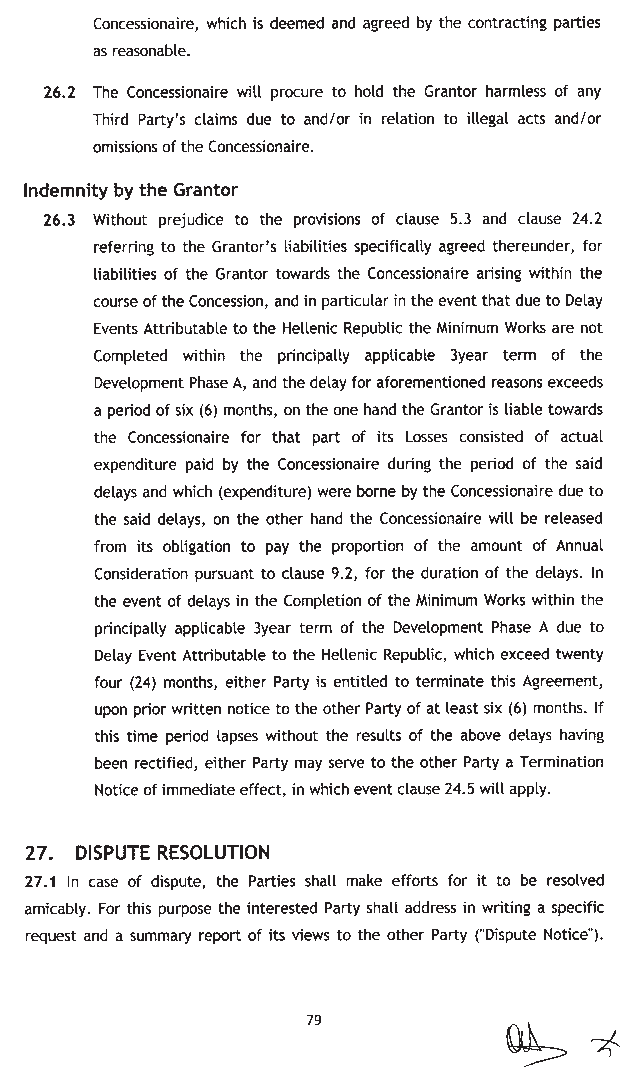 Concessionaire, which is deemed and agreed by the contracting parties
as reasonable.
26.2 The Concessionaire will procure to hold the Grantor harmless of any
Third Party's claims due to and/or in relation to illegal acts and/or
omissions of the Concessionaire.
Indemnity by the Grantor
26.3 Without prejudice to the provisions of clause 5.3 and clause 24.2
referring to the Grantor's liabilities specifically agreed thereunder, for
liabilities of the Grantor towards the Concessionaire arising within the
course of the Concession, and in particular in the event that due to Delay
Events Attributable to the Hellenic Republic the Minimum Works are not
Completed within the principally applicable 3year term of the
Development Phase A, and the delay for aforementioned reasons exceeds
a period of six (6) months, on the one hand the Grantor is liable towards
the Concessionaire for that part of its Losses consisted of actual
expenditure paid by the Concessionaire during the period of the said
delays and which (expenditure) were borne by the Concessionaire due to
the said delays, on the other hand the Concessionaire will be released
from its obligation to pay the proportion of the amount of Annual
Consideration pursuant to clause 9.2, for the duration of the delays. In
the event of delays in the Completion of the Minimum Works within the
principally applicable 3year term of the Development Phase A due to
Delay Event Attributable to the Hellenic Republic, which exceed twenty
four (24) months, either Party is entitled to terminate this Agreement,
upon prior written notice to the other Party of at least six (6) months. If
this time period lapses without the results of the above delays having
been rectified, either Party may serve to the other Party a Termination
Notice of immediate effect, in which event clause 24.5 will apply.
27. DISPUTE RESOLUTION
27.1 In case of dispute, the Parties shall make efforts for it to be resolved
amicably. For this purpose the interested Party shall address in writing a specific
request and a summary report of its views to the other Party ("Dispute Notice").
79